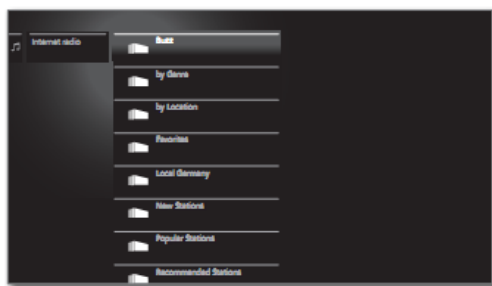 Internet radio
Buzz
by Genre
by Location
Favorites
Local Germany
New Stations
Popular Stations
Recommended Stations